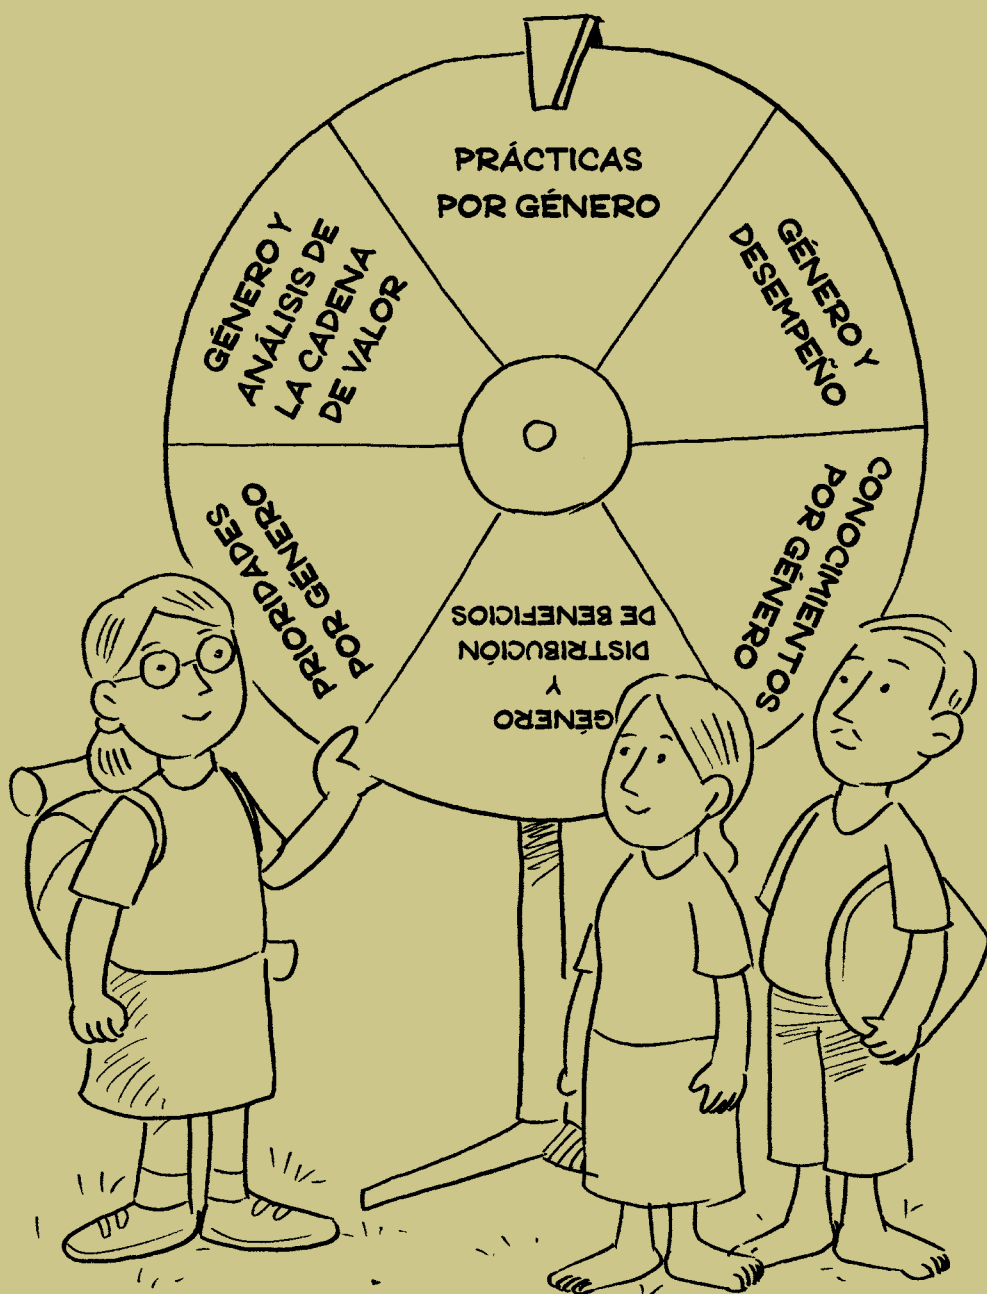 PRÁCTICAS
POR GÉNERO
GÉNERO Y
DESEMPEÑO
CONOCIMIENTOS
POR GÉNERO
GÉNERO
Y
DISTRIBUCIÓN
DE BENEFICIOS
PRIORIDADES
POR GÉNERO
GÉNERO Y
ANÁLISIS DE
LA CADENA
DE VALOR